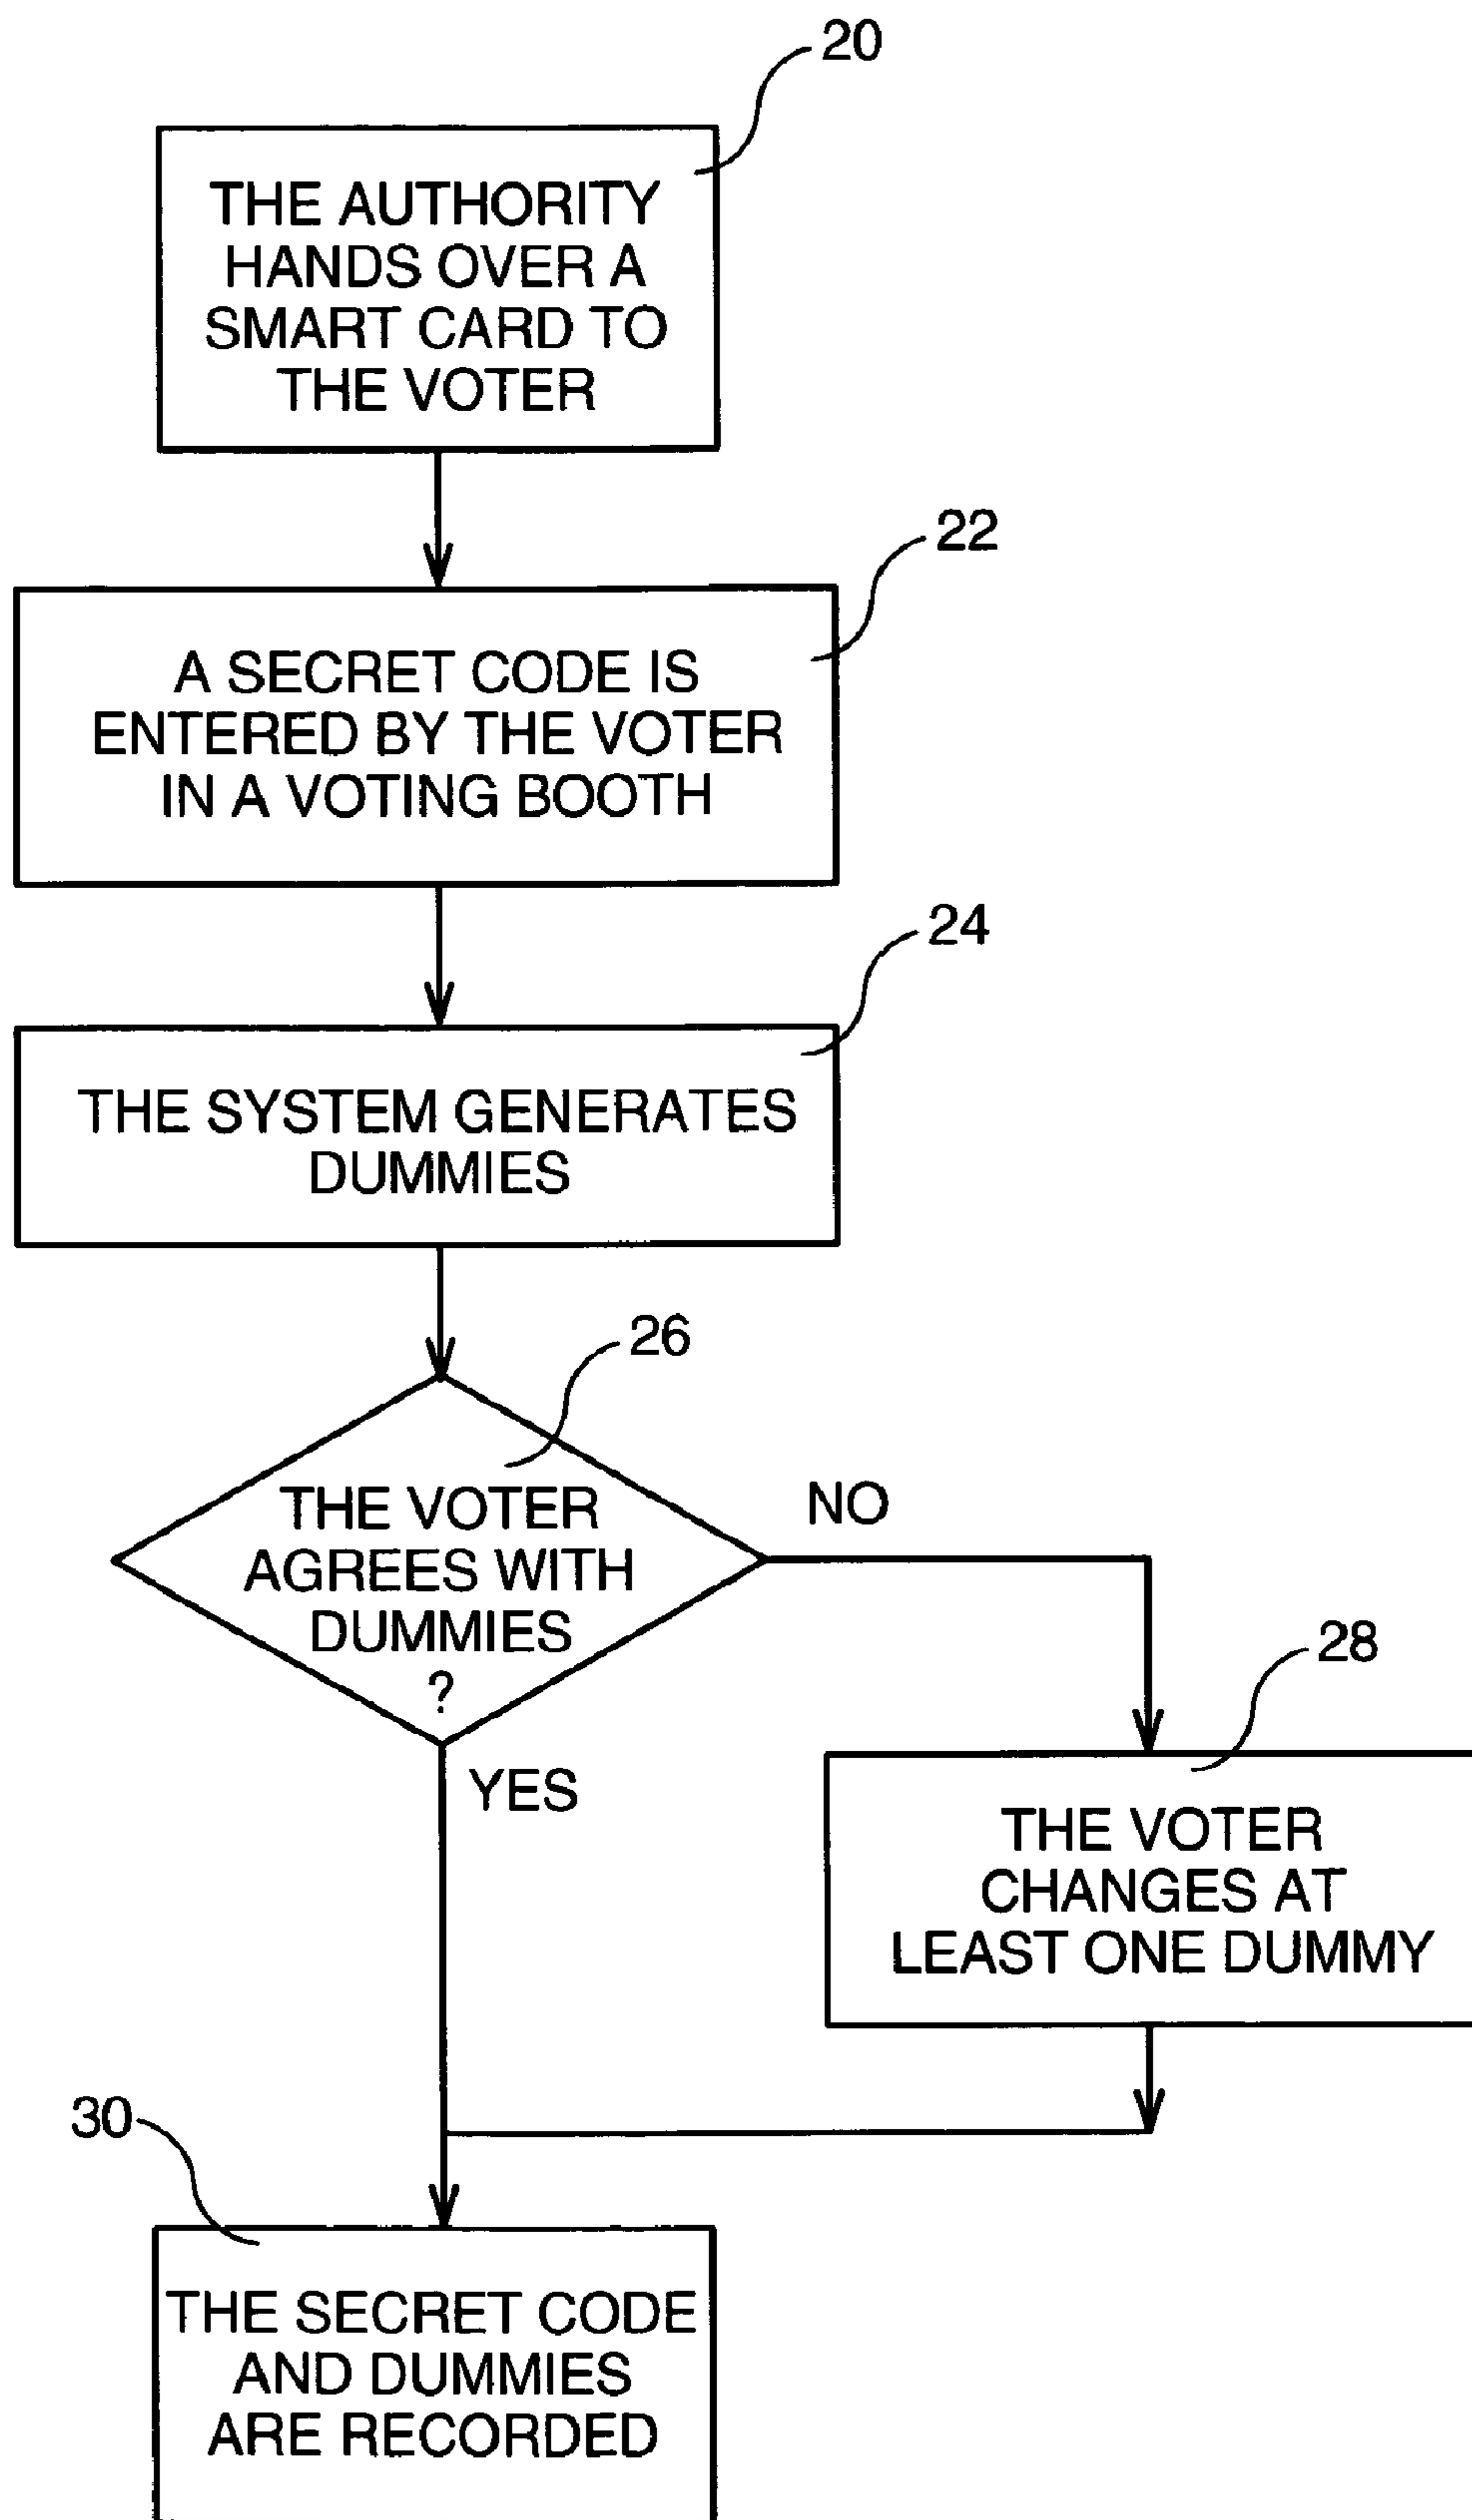 20
THE AUTHORITY
HANDS OVER A
SMART CARD TO
THE VOTER
22
A SECRET CODE IS
ENTERED BY THE VOTER
IN A VOTING BOOTH
24
THE SYSTEM GENERATES
DUMMIES
26
THE VOTER
AGREES WITH
DUMMIES
?
NO
YES
28
THE VOTER
CHANGES AT
LEAST ONE DUMMY
30
THE SECRET CODE
AND DUMMIES
ARE RECORDED